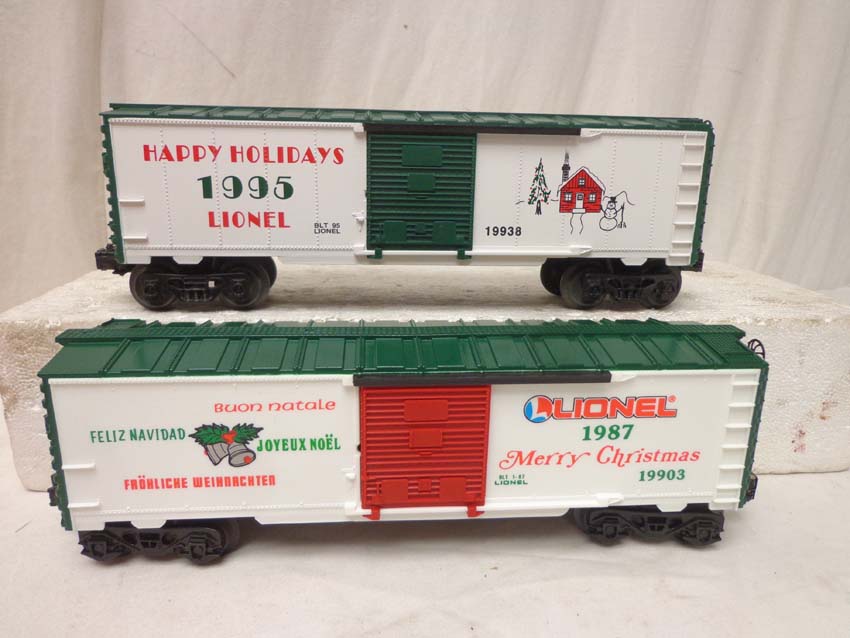 HAPPY HOLIDAYS
1995
LIONEL
BLT 95
LIONEL
19938
BUON NATALE
FELIZ NAVIDAD
JOYEUX NOËL
FRÖHLICHE WEIHNACHTEN
LIONEL®
1987
Merry Christmas
19903
BLT 1-87
LIONEL